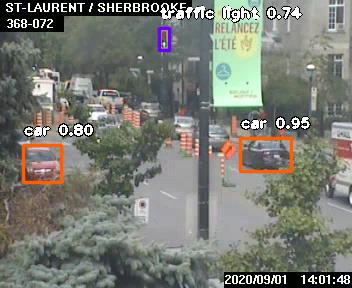 ST-LAURENT / SHERBROOKE
368-072
traffic light 0.74
RELANCEZ
L'ÉTÉ
car 0.80
car 0.95
2020/09/01 14:01:48